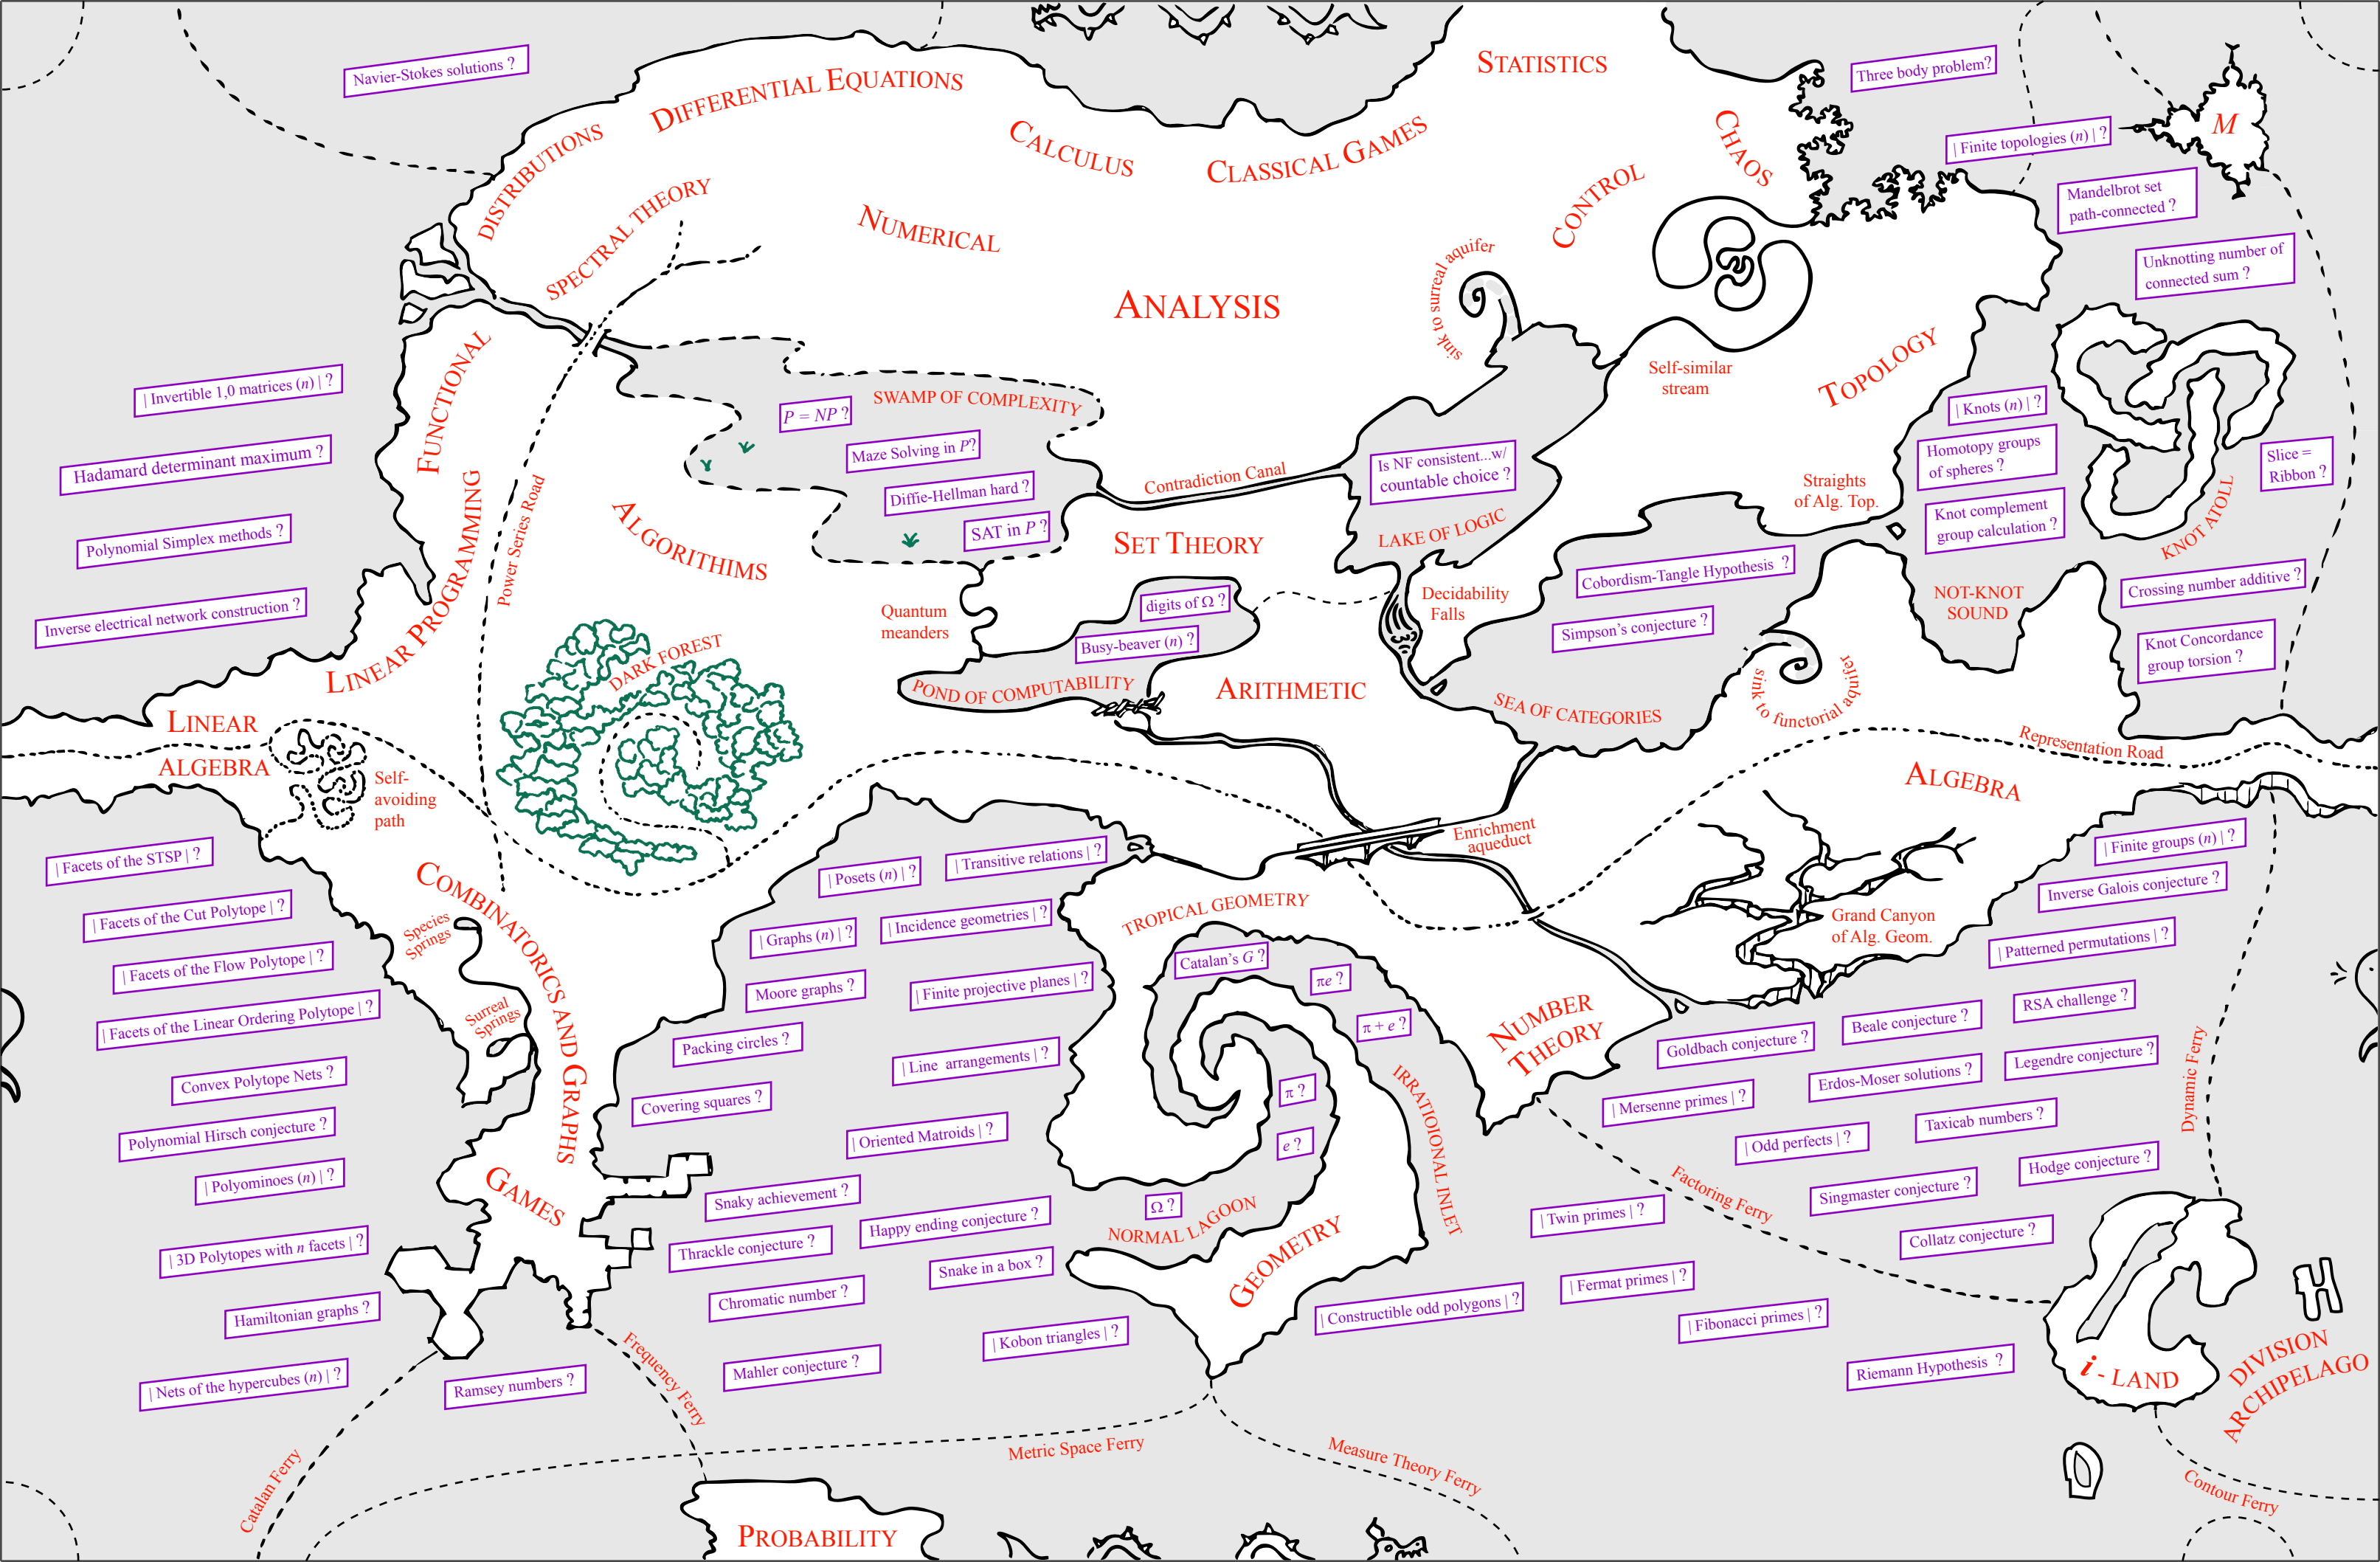 Navier-Stokes solutions ?
DIFFERENTIAL EQUATIONS
DISTRIBUTIONS
SPECTRAL THEORY
CALCULUS
CLASSICAL GAMES
STATISTICS
CHAOS
CONTROL
NUMERICAL
ANALYSIS
Three body problem?
| Finite topologies (n) | ?
M
Mandelbrot set
path-connected ?
Unknotting number of
connected sum ?
sink to surreal aquifer
Self-similar
stream
TOPOLOGY
FUNCTIONAL
| Invertible 1,0 matrices (n) | ?
Hadamard determinant maximum ?
Polynomial Simplex methods ?
Inverse electrical network construction ?
LINEAR PROGRAMMING
Power Series Road
ALGORITHIMS
SWAMP OF COMPLEXITY
P = NP ?
Maze Solving in P?
Diffie-Hellman hard ?
SAT in P ?
Contradiction Canal
SET THEORY
Is NF consistent...w/
countable choice ?
LAKE OF LOGIC
Decidability
Falls
Straights
of Alg. Top.
| Knots (n) | ?
Homotopy groups
of spheres ?
Knot complement
group calculation ?
Slice =
Ribbon ?
KNOT ATOLL
NOT-KNOT
SOUND
Crossing number additive ?
Knot Concordance
group torsion ?
Cobordism-Tangle Hypothesis ?
Simpson's conjecture ?
sink to functorial aquifer
SEA OF CATEGORIES
Quantum
meanders
digits of Ω ?
Busy-beaver (n) ?
POND OF COMPUTABILITY
ARITHMETIC
DARK FOREST
LINEAR
ALGEBRA
Self-
avoiding
path
Representation Road
ALGEBRA
Enrichment
aqueduct
Grand Canyon
of Alg. Geom.
| Facets of the STSP | ?
| Facets of the Cut Polytope | ?
| Facets of the Flow Polytope | ?
| Facets of the Linear Ordering Polytope | ?
Convex Polytope Nets ?
Polynomial Hirsch conjecture ?
| Polyominoes (n) | ?
| 3D Polytopes with n facets | ?
Hamiltonian graphs ?
| Nets of the hypercubes (n) | ?
Ramsey numbers ?
COMBINATORICS AND GRAPHS
Species
Springs
Surreal
Springs
GAMES
| Posets (n) | ?
| Transitive relations | ?
| Graphs (n) | ?
| Incidence geometries | ?
Moore graphs ?
| Finite projective planes | ?
Packing circles ?
| Line arrangements | ?
Covering squares ?
| Oriented Matroids | ?
Snaky achievement ?
Happy ending conjecture ?
Thrackle conjecture ?
Snake in a box ?
Chromatic number ?
| Kobon triangles | ?
Mahler conjecture ?
TROPICAL GEOMETRY
Catalan's G ?
πe ?
π + e ?
π ?
e ?
Ω ?
NORMAL LAGOON
IRRATIOIONAL INLET
GEOMETRY
NUMBER
THEORY
| Finite groups (n) | ?
Inverse Galois conjecture ?
| Patterned permutations | ?
RSA challenge ?
Beale conjecture ?
Goldbach conjecture ?
Legendre conjecture ?
Erdos-Moser solutions ?
| Mersenne primes | ?
Taxicab numbers ?
| Odd perfects | ?
Hodge conjecture ?
Singmaster conjecture ?
| Twin primes | ?
Collatz conjecture ?
| Fermat primes | ?
| Constructible odd polygons | ?
| Fibonacci primes | ?
Riemann Hypothesis ?
Dynamic Ferry
Factoring Ferry
i - LAND
DIVISION
ARCHIPELAGO
Contour Ferry
Measure Theory Ferry
Metric Space Ferry
Frequency Ferry
Catalan Ferry
PROBABILITY